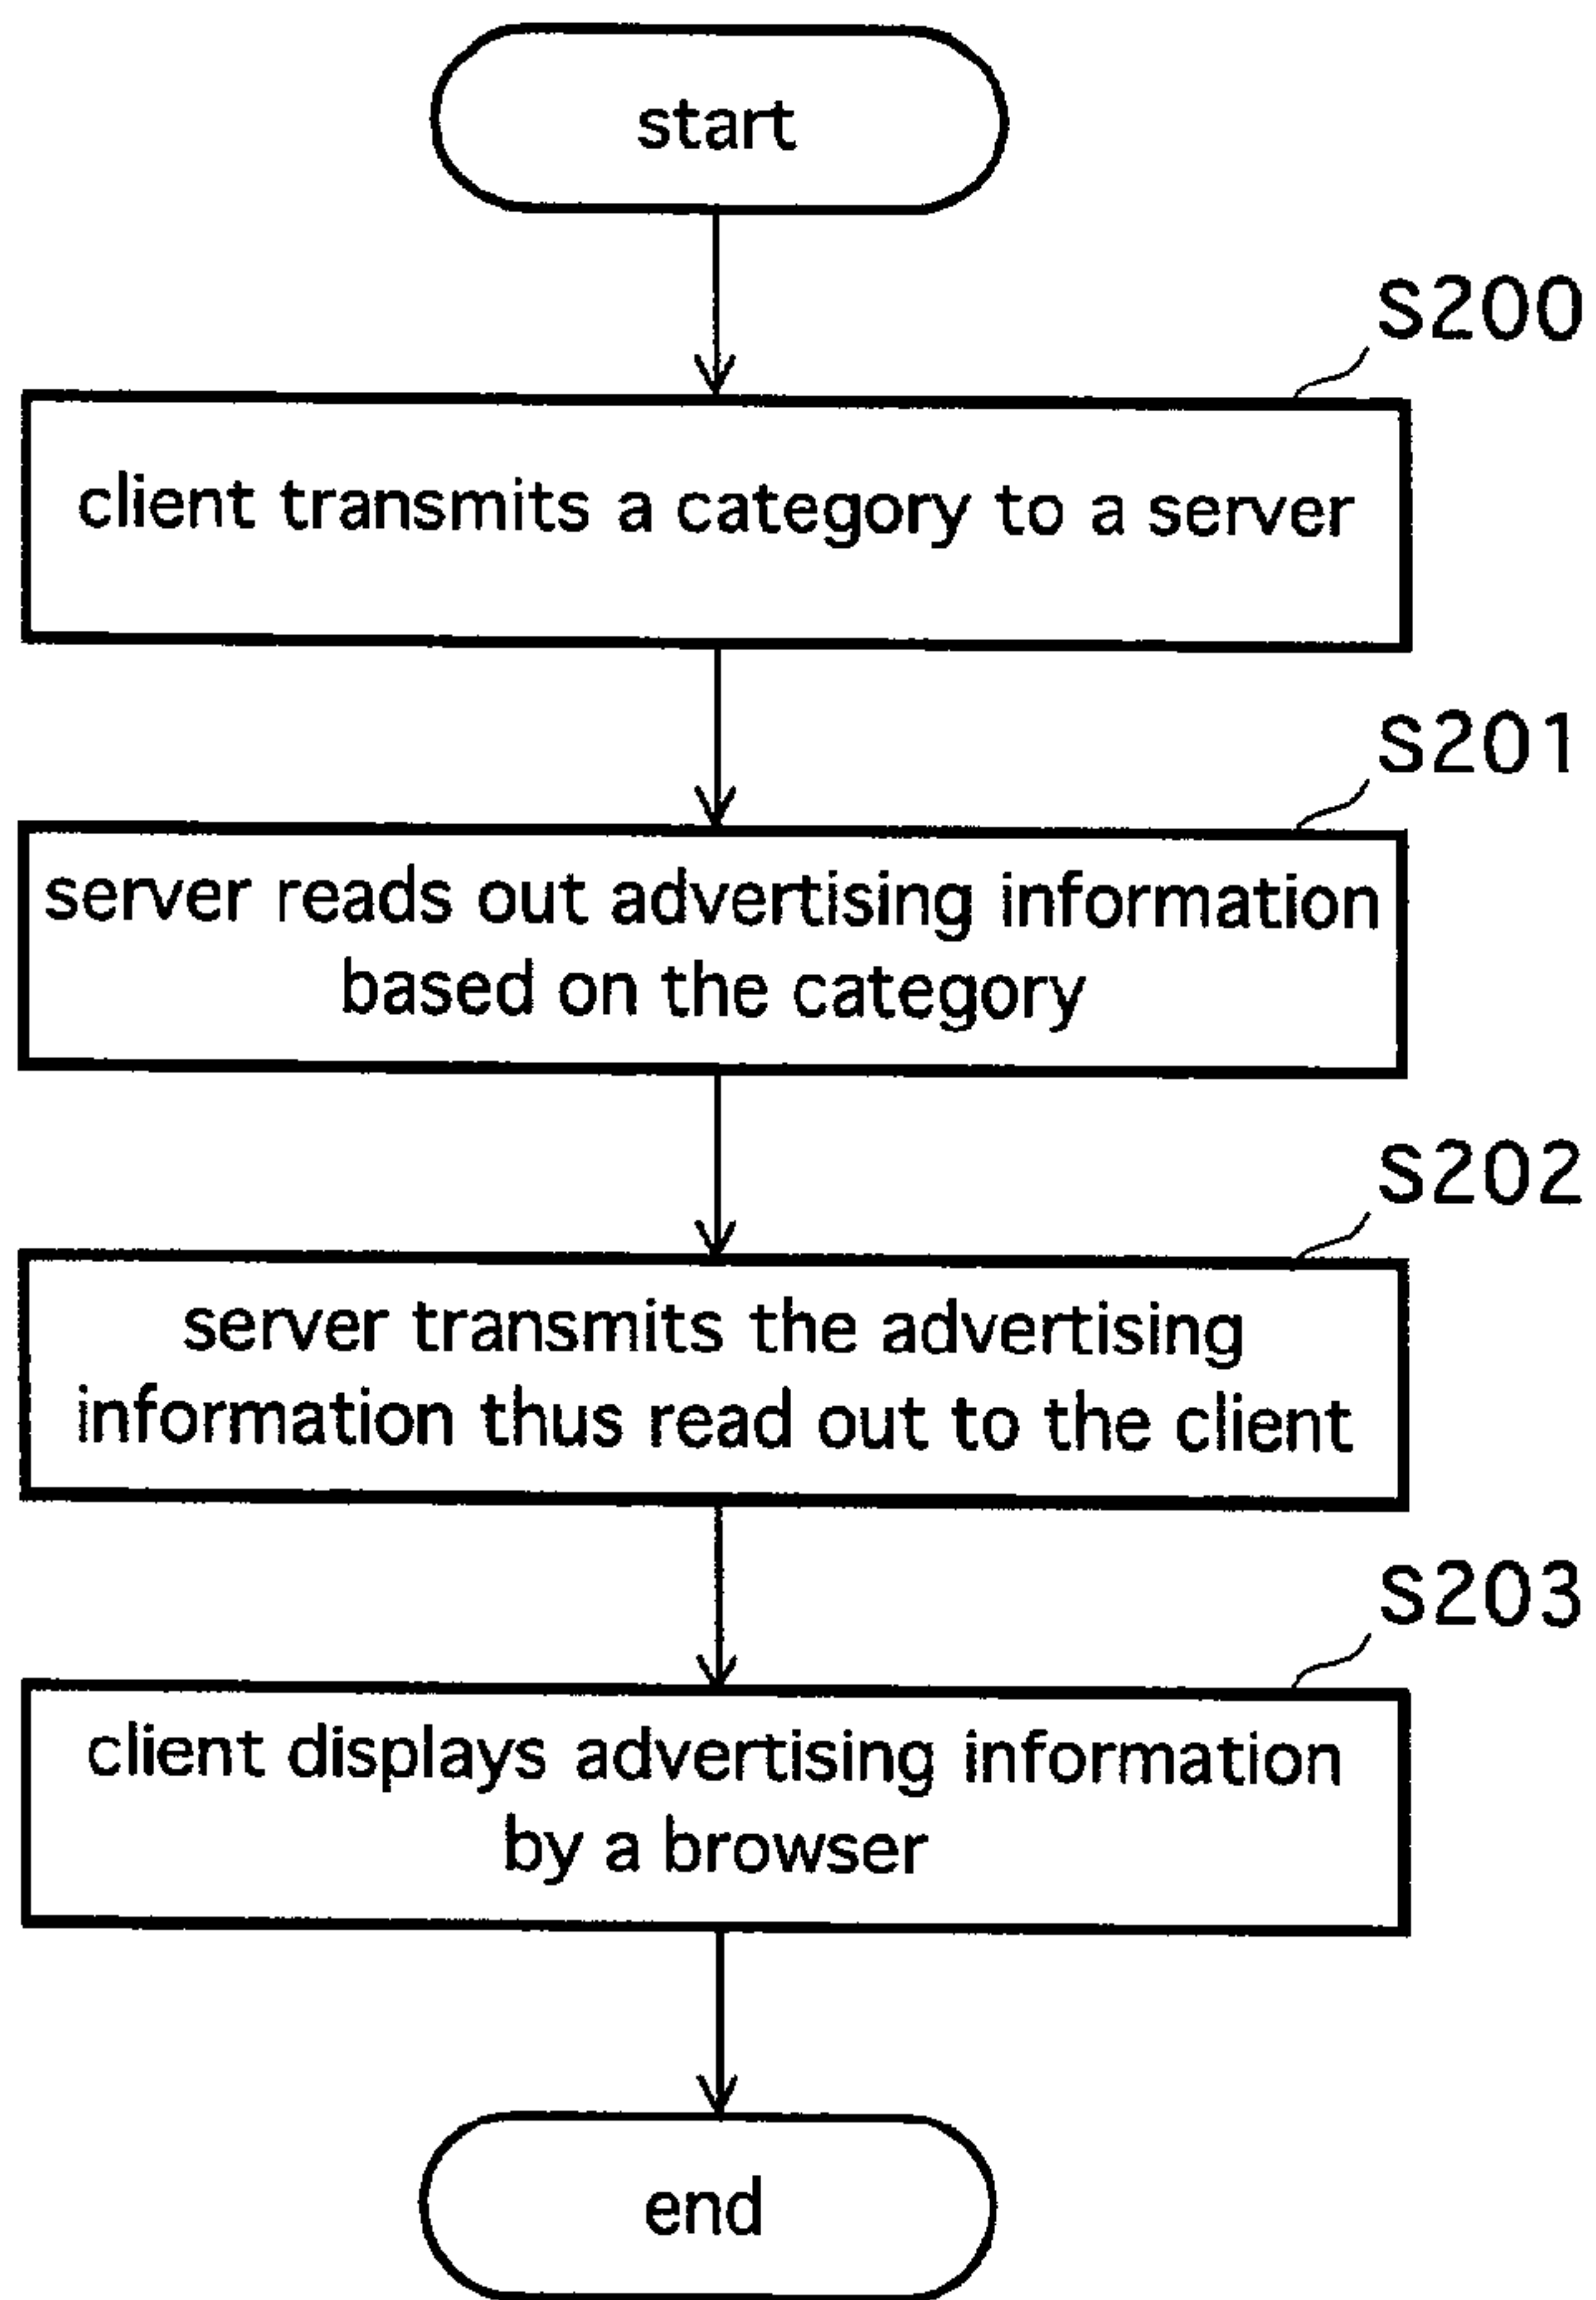 start
S200
client transmits a category to a server
S201
server reads out advertising information
based on the category
S202
server transmits the advertising
information thus read out to the client
S203
client displays advertising information
by a browser
end